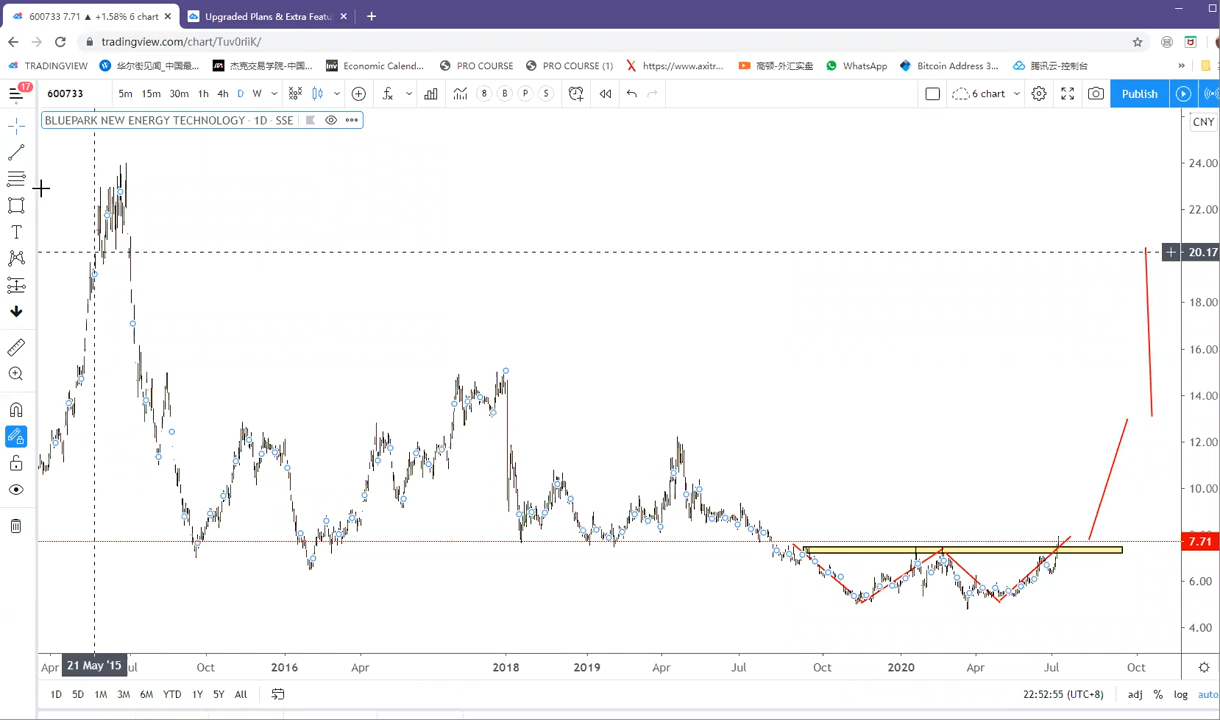 600733 7.71 ▲ +1.58% 6 chart
Upgraded Plans & Extra Featu
tradingview.com/chart/Tuv0riiK/
TRADINGVIEW
华尔街见闻_中国最...
杰克交易学院-中国...
Economic Calend...
PRO COURSE
PRO COURSE (1)
https://www.axitr...
高顿-外汇实盘
WhatsApp
Bitcoin Address 3...
腾讯云-控制台
»
17
600733
5m 15m 30m 1h 4h D W
8 B P S
6 chart
Publish
BLUEPARK NEW ENERGY TECHNOLOGY · 1D · SSE
CNY
24.00
22.00
20.17
18.00
16.00
14.00
12.00
10.00
7.71
6.00
4.00
Apr 21 May '15 ul Oct 2016 Apr 2018 2019 Apr Jul Oct 2020 Apr Jul Oct
1D 5D 1M 3M 6M YTD 1Y 5Y All
22:52:55 (UTC+8) adj % log auto